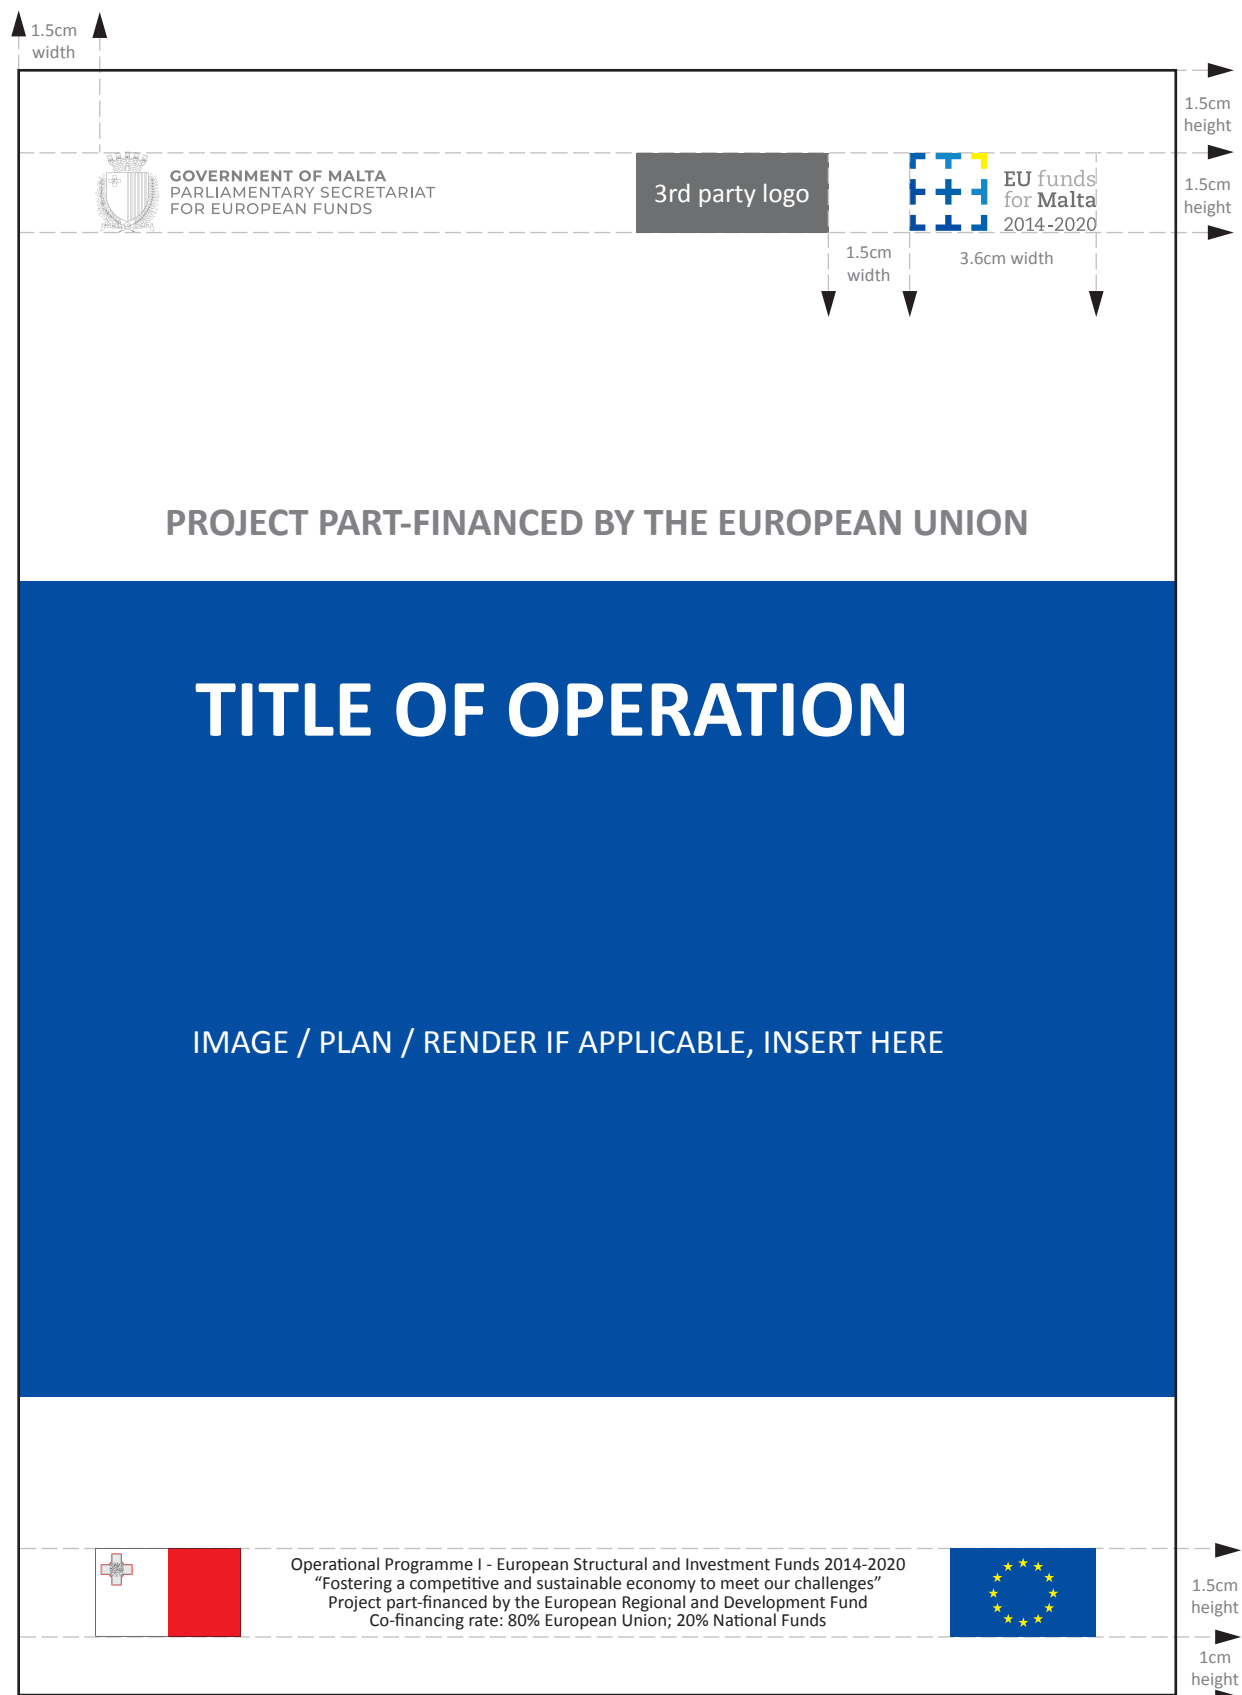 1.5cm
width
1.5cm
height
GOVERNMENT OF MALTA
PARLIAMENTARY SECRETARIAT
FOR EUROPEAN FUNDS
3rd party logo
EU funds
for Malta
2014-2020
1.5cm
height
1.5cm
width
3.6cm width
PROJECT PART-FINANCED BY THE EUROPEAN UNION
TITLE OF OPERATION
IMAGE / PLAN / RENDER IF APPLICABLE, INSERT HERE
Operational Programme I - European Structural and Investment Funds 2014-2020
“Fostering a competitive and sustainable economy to meet our challenges”
Project part-financed by the European Regional and Development Fund
Co-financing rate: 80% European Union; 20% National Funds
1.5cm
height
1cm
height